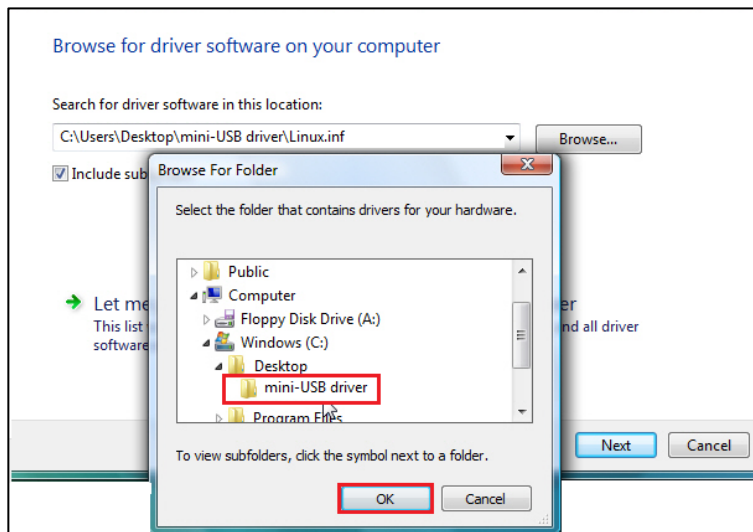 Browse for driver software on your computer
Search for driver software in this location:
C:\Users\Desktop\mini-USB driver\Linux.inf
Browse...
Include sub
Browse For Folder
Select the folder that contains drivers for your hardware.
Public
Computer
Floppy Disk Drive (A:)
Windows (C:)
Desktop
mini-USB driver
Program Files
Let me
er
This list
nd all driver
software
To view subfolders, click the symbol next to a folder.
OK
Cancel
Next
Cancel